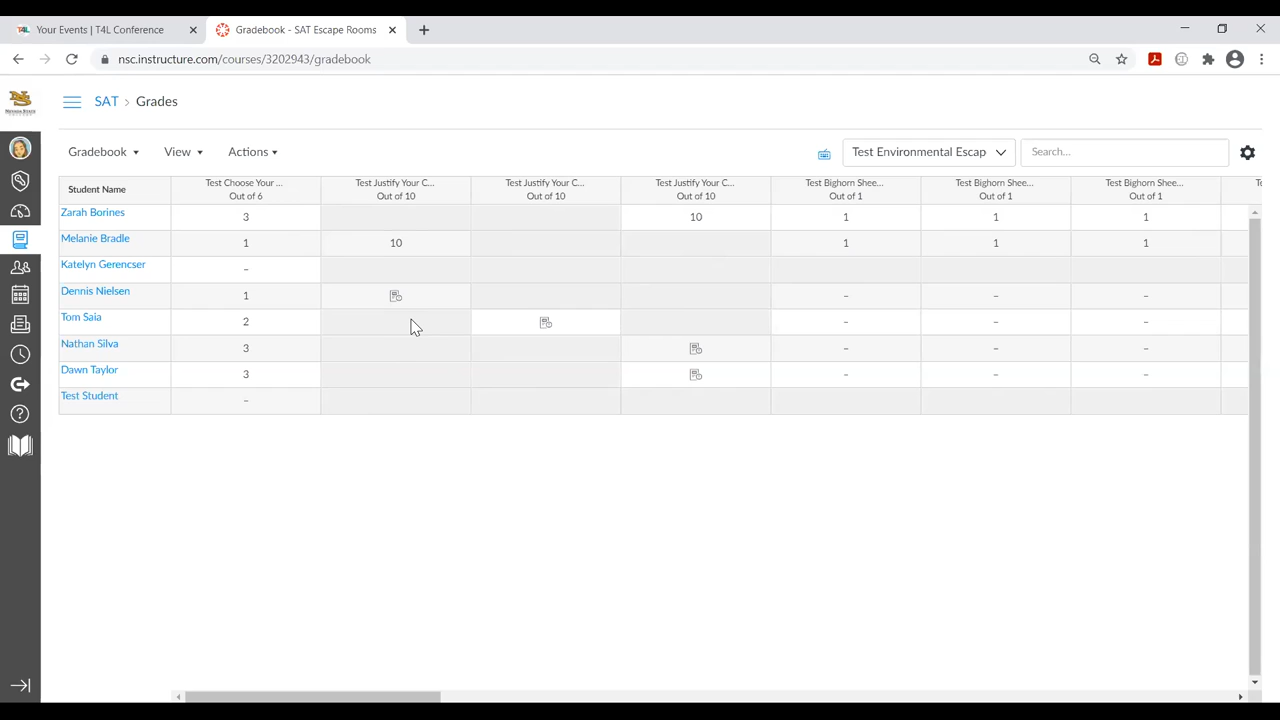 Your Events | T4L Conference
Gradebook - SAT Escape Rooms
nsc.instructure.com/courses/3202943/gradebook
SAT > Grades
Gradebook View Actions Test Environmental Escap Search...
Student Name Test Choose Your ... Test Justify Your C... Test Justify Your C... Test Justify Your C... Test Bighorn Shee... Test Bighorn Shee... Test Bighorn Shee...
Out of 6 Out of 10 Out of 10 Out of 10 Out of 1 Out of 1 Out of 1
Zarah Borines 3 10 1 1 1
Melanie Bradle 1 10 1 1 1
Katelyn Gerencser –
Dennis Nielsen 1 – – –
Tom Saia 2 – – –
Nathan Silva 3 – – –
Dawn Taylor 3 – – –
Test Student –